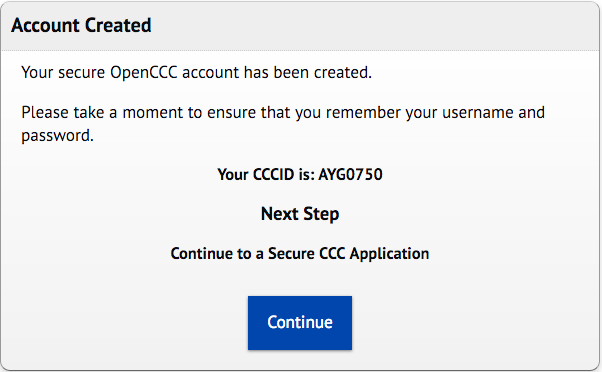 Account Created
Your secure OpenCCC account has been created.
Please take a moment to ensure that you remember your username and
password.
Your CCCID is: AYG0750
Next Step
Continue to a Secure CCC Application
Continue